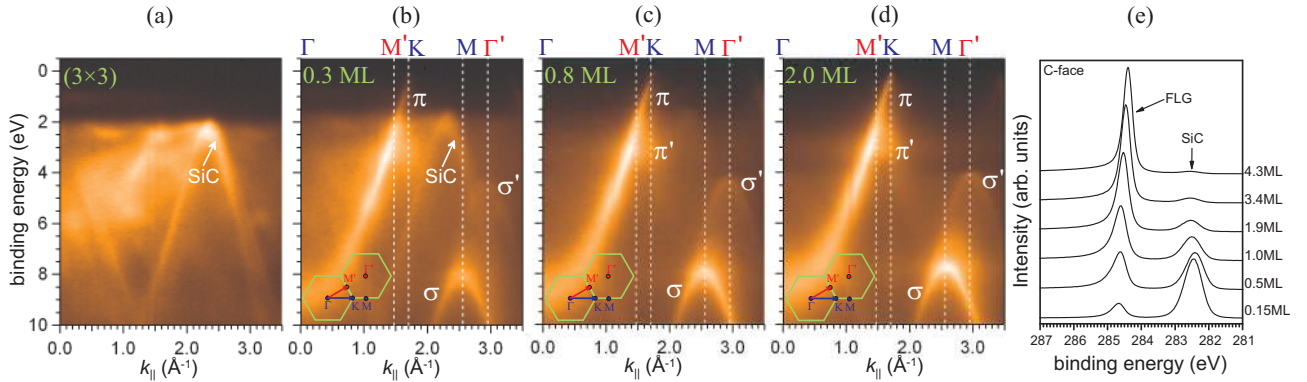 (a)
(b)
(c)
(d)
(e)
Γ M' K M Γ'
Γ M' K M Γ'
Γ M' K M Γ'
(3×3)
0.3 ML
0.8 ML
2.0 ML
C-face
0
2
4
6
8
10
binding energy (eV)
SiC
π
SiC
σ'
σ
π
π'
σ'
σ
π
π'
σ'
σ
Γ'
M'
Γ K M
Γ'
M'
Γ K M
Γ'
M'
Γ K M
0.0 1.0 2.0 3.0
k|| (Å-1)
0.0 1.0 2.0 3.0
k|| (Å-1)
0.0 1.0 2.0 3.0
k|| (Å-1)
0.0 1.0 2.0 3.0
k|| (Å-1)
Intensity (arb. units)
FLG
SiC
4.3ML
3.4ML
1.9ML
1.0ML
0.5ML
0.15ML
287 286 285 284 283 282 281
binding energy (eV)